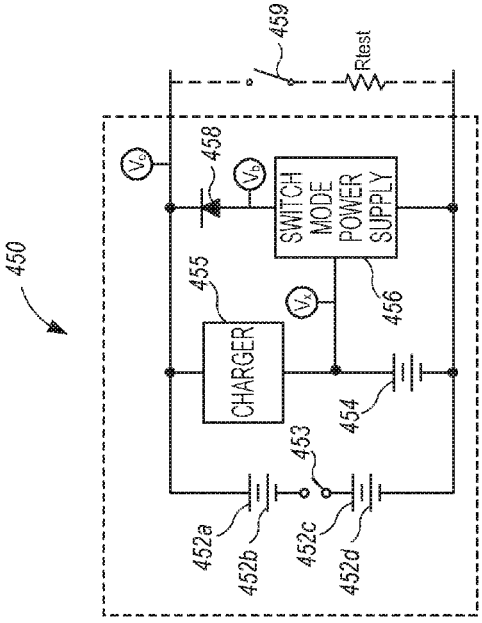 450
459
Rtest
Vc
458
Vb
SWITCH
MODE
POWER
SUPPLY
456
455
CHARGER
Vx
454
453
452a
452b
452c
452d